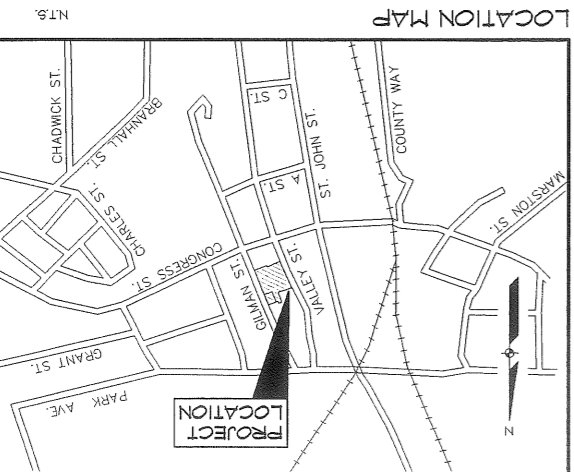 PROJECT
LOCATION
N
PARK AVE.
GRANT ST.
GILMAN ST.
VALLEY ST.
CONGRESS ST.
MARSTON ST.
CHARLES ST.
A ST.
ST. JOHN ST.
COUNTY WAY
BRANHALL ST.
CHADWICK ST.
C ST.
LOCATION MAP
N.T.S.